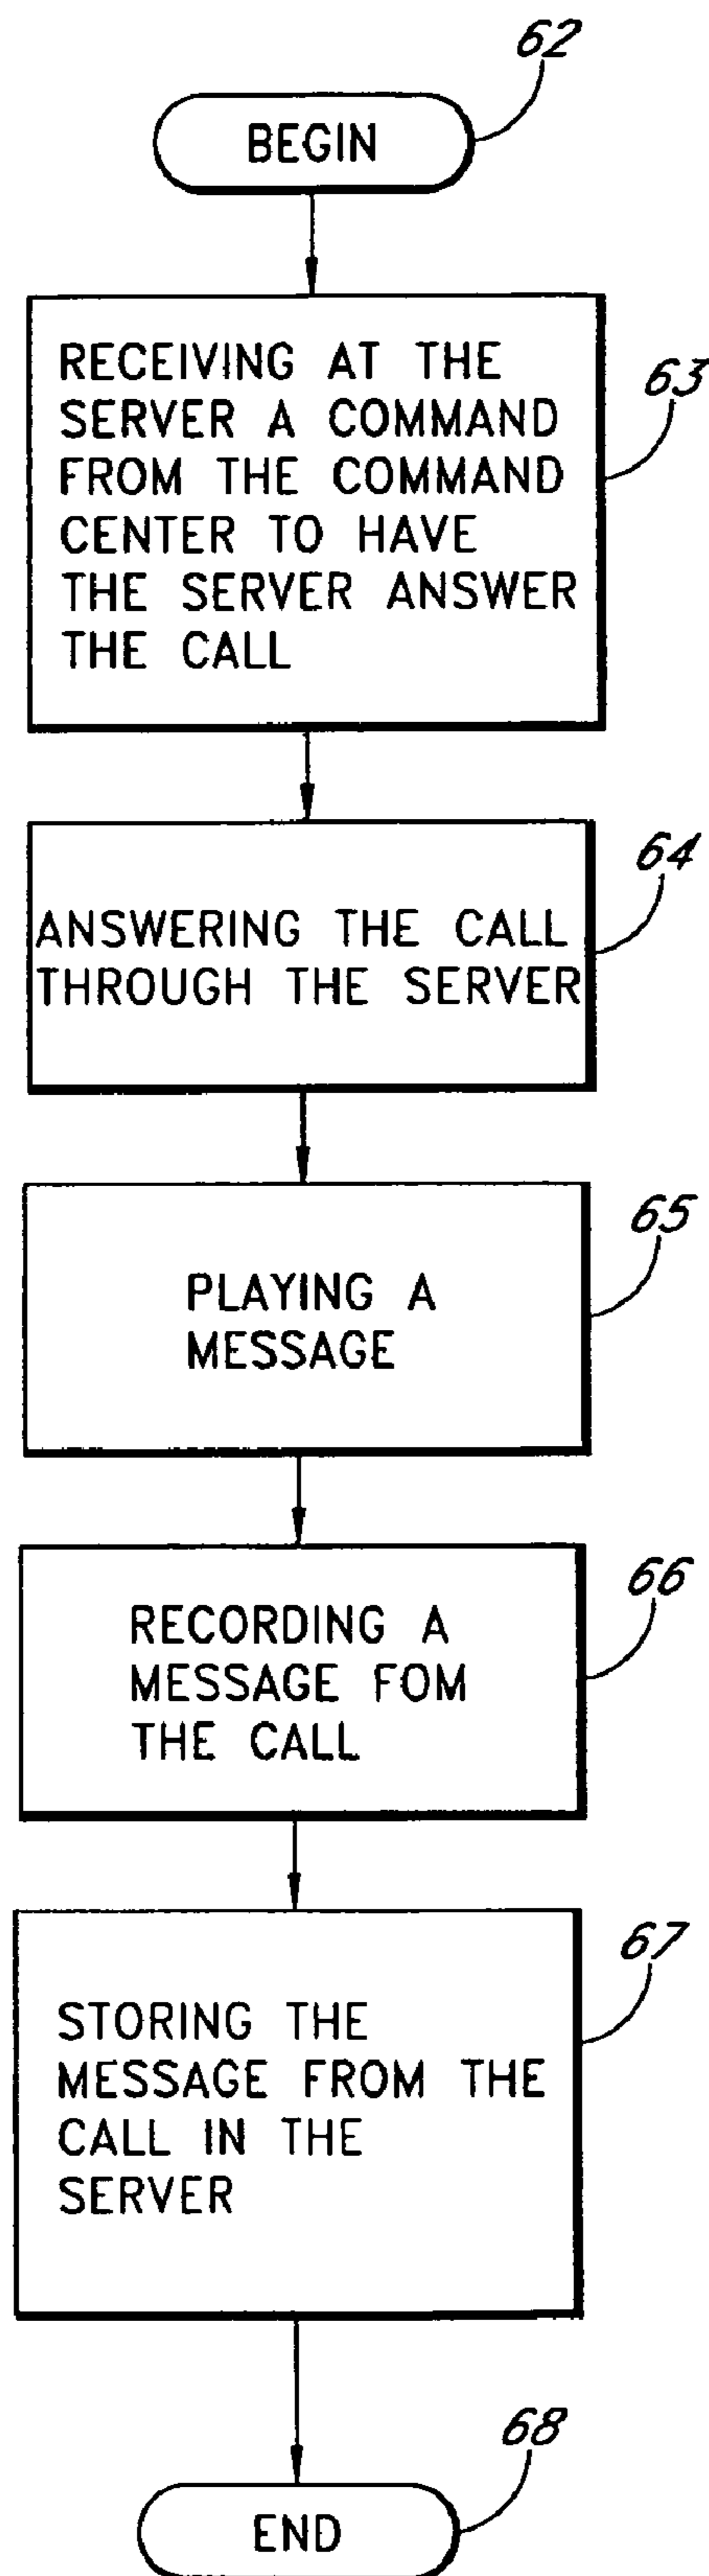 62
BEGIN
RECEIVING AT THE
SERVER A COMMAND
FROM THE COMMAND
CENTER TO HAVE
THE SERVER ANSWER
THE CALL
63
ANSWERING THE CALL
THROUGH THE SERVER
64
PLAYING A
MESSAGE
65
RECORDING A
MESSAGE FOM
THE CALL
66
STORING THE
MESSAGE FROM THE
CALL IN THE
SERVER
67
68
END